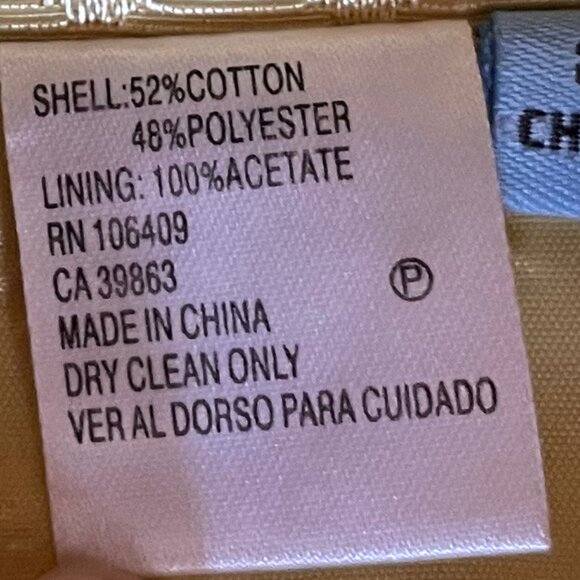 SHELL:52%COTTON
48%POLYESTER
LINING: 100%ACETATE
RN 106409
CA 39863
Ⓟ
MADE IN CHINA
DRY CLEAN ONLY
VER AL DORSO PARA CUIDADO
CH